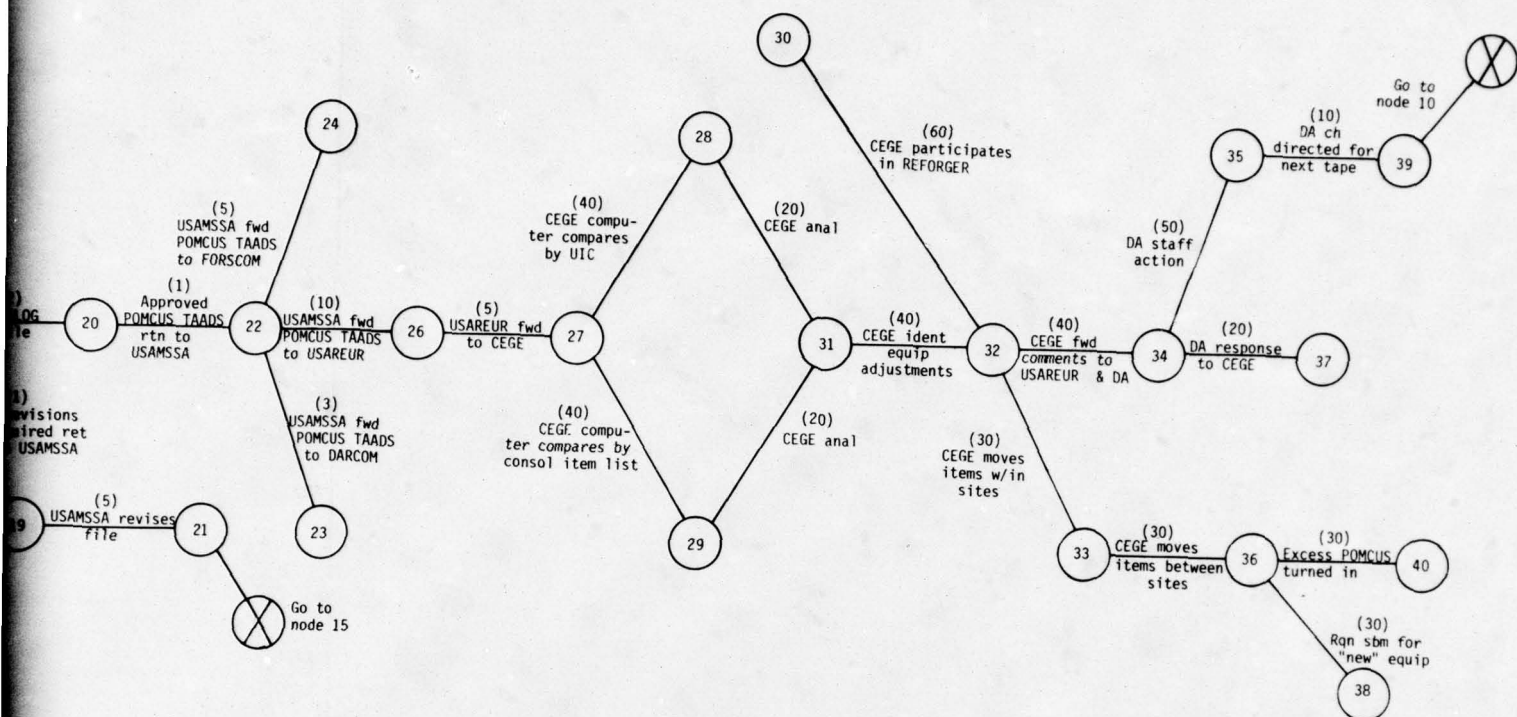 30
Go to
node 10
24
(10)
DA ch
directed for
next tape
28
35
39
(60)
CEGE participates
in REFORGER
(5)
USAMSSA fwd
POMCUS TAADS
to FORSCOM
(40)
CEGE compu-
ter compares
by UIC
(20)
CEGE anal
(50)
DA staff
action
20
(1)
Approved
POMCUS TAADS
rtn to
USAMSSA
22
(10)
USAMSSA fwd
POMCUS TAADS
to USAREUR
26
(5)
USAREUR fwd
to CEGE
27
31
(40)
CEGE ident
equip
adjustments
32
(40)
CEGE fwd
comments to
USAREUR & DA
34
(20)
DA response
to CEGE
37
USAMSSA
(3)
USAMSSA fwd
POMCUS TAADS
to DARCOM
(40)
CEGE compu-
ter compares by
consol item list
(20)
CEGE anal
(30)
CEGE moves
items w/in
sites
(5)
USAMSSA revises
file
21
23
29
33
(30)
CEGE moves
items between
sites
36
(30)
Excess POMCUS
turned in
40
Go to
node 15
(30)
Rqn sbm for
"new" equip
38